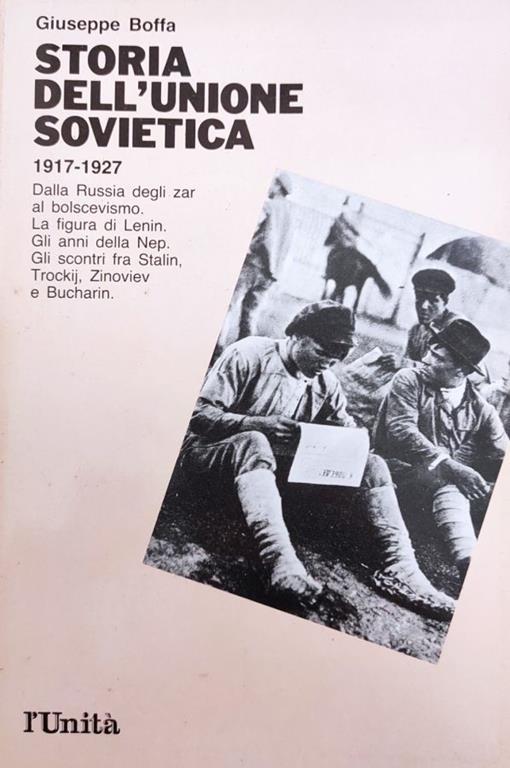 Giuseppe Boffa
STORIA
DELL'UNIONE
SOVIETICA
1917-1927
Dalla Russia degli zar
al bolscevismo.
La figura di Lenin.
Gli anni della Nep.
Gli scontri fra Stalin,
Trockij, Zinoviev
e Bucharin.
l'Unità